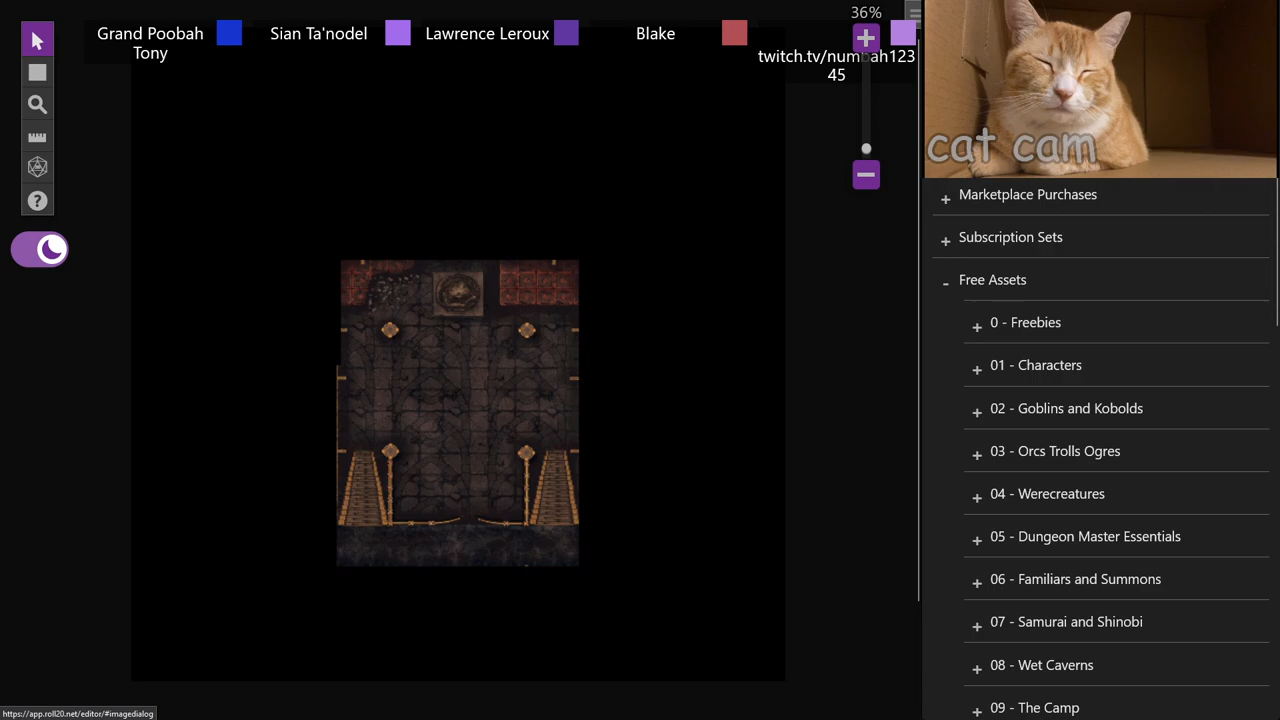 Grand Poobah
Tony
Sian Ta'nodel
Lawrence Leroux
Blake
twitch.tv/numbah123
45
36%
cat cam
Marketplace Purchases
Subscription Sets
Free Assets
0 - Freebies
01 - Characters
02 - Goblins and Kobolds
03 - Orcs Trolls Ogres
04 - Werecreatures
05 - Dungeon Master Essentials
06 - Familiars and Summons
07 - Samurai and Shinobi
08 - Wet Caverns
09 - The Camp
https://app.roll20.net/editor/#imagedialog